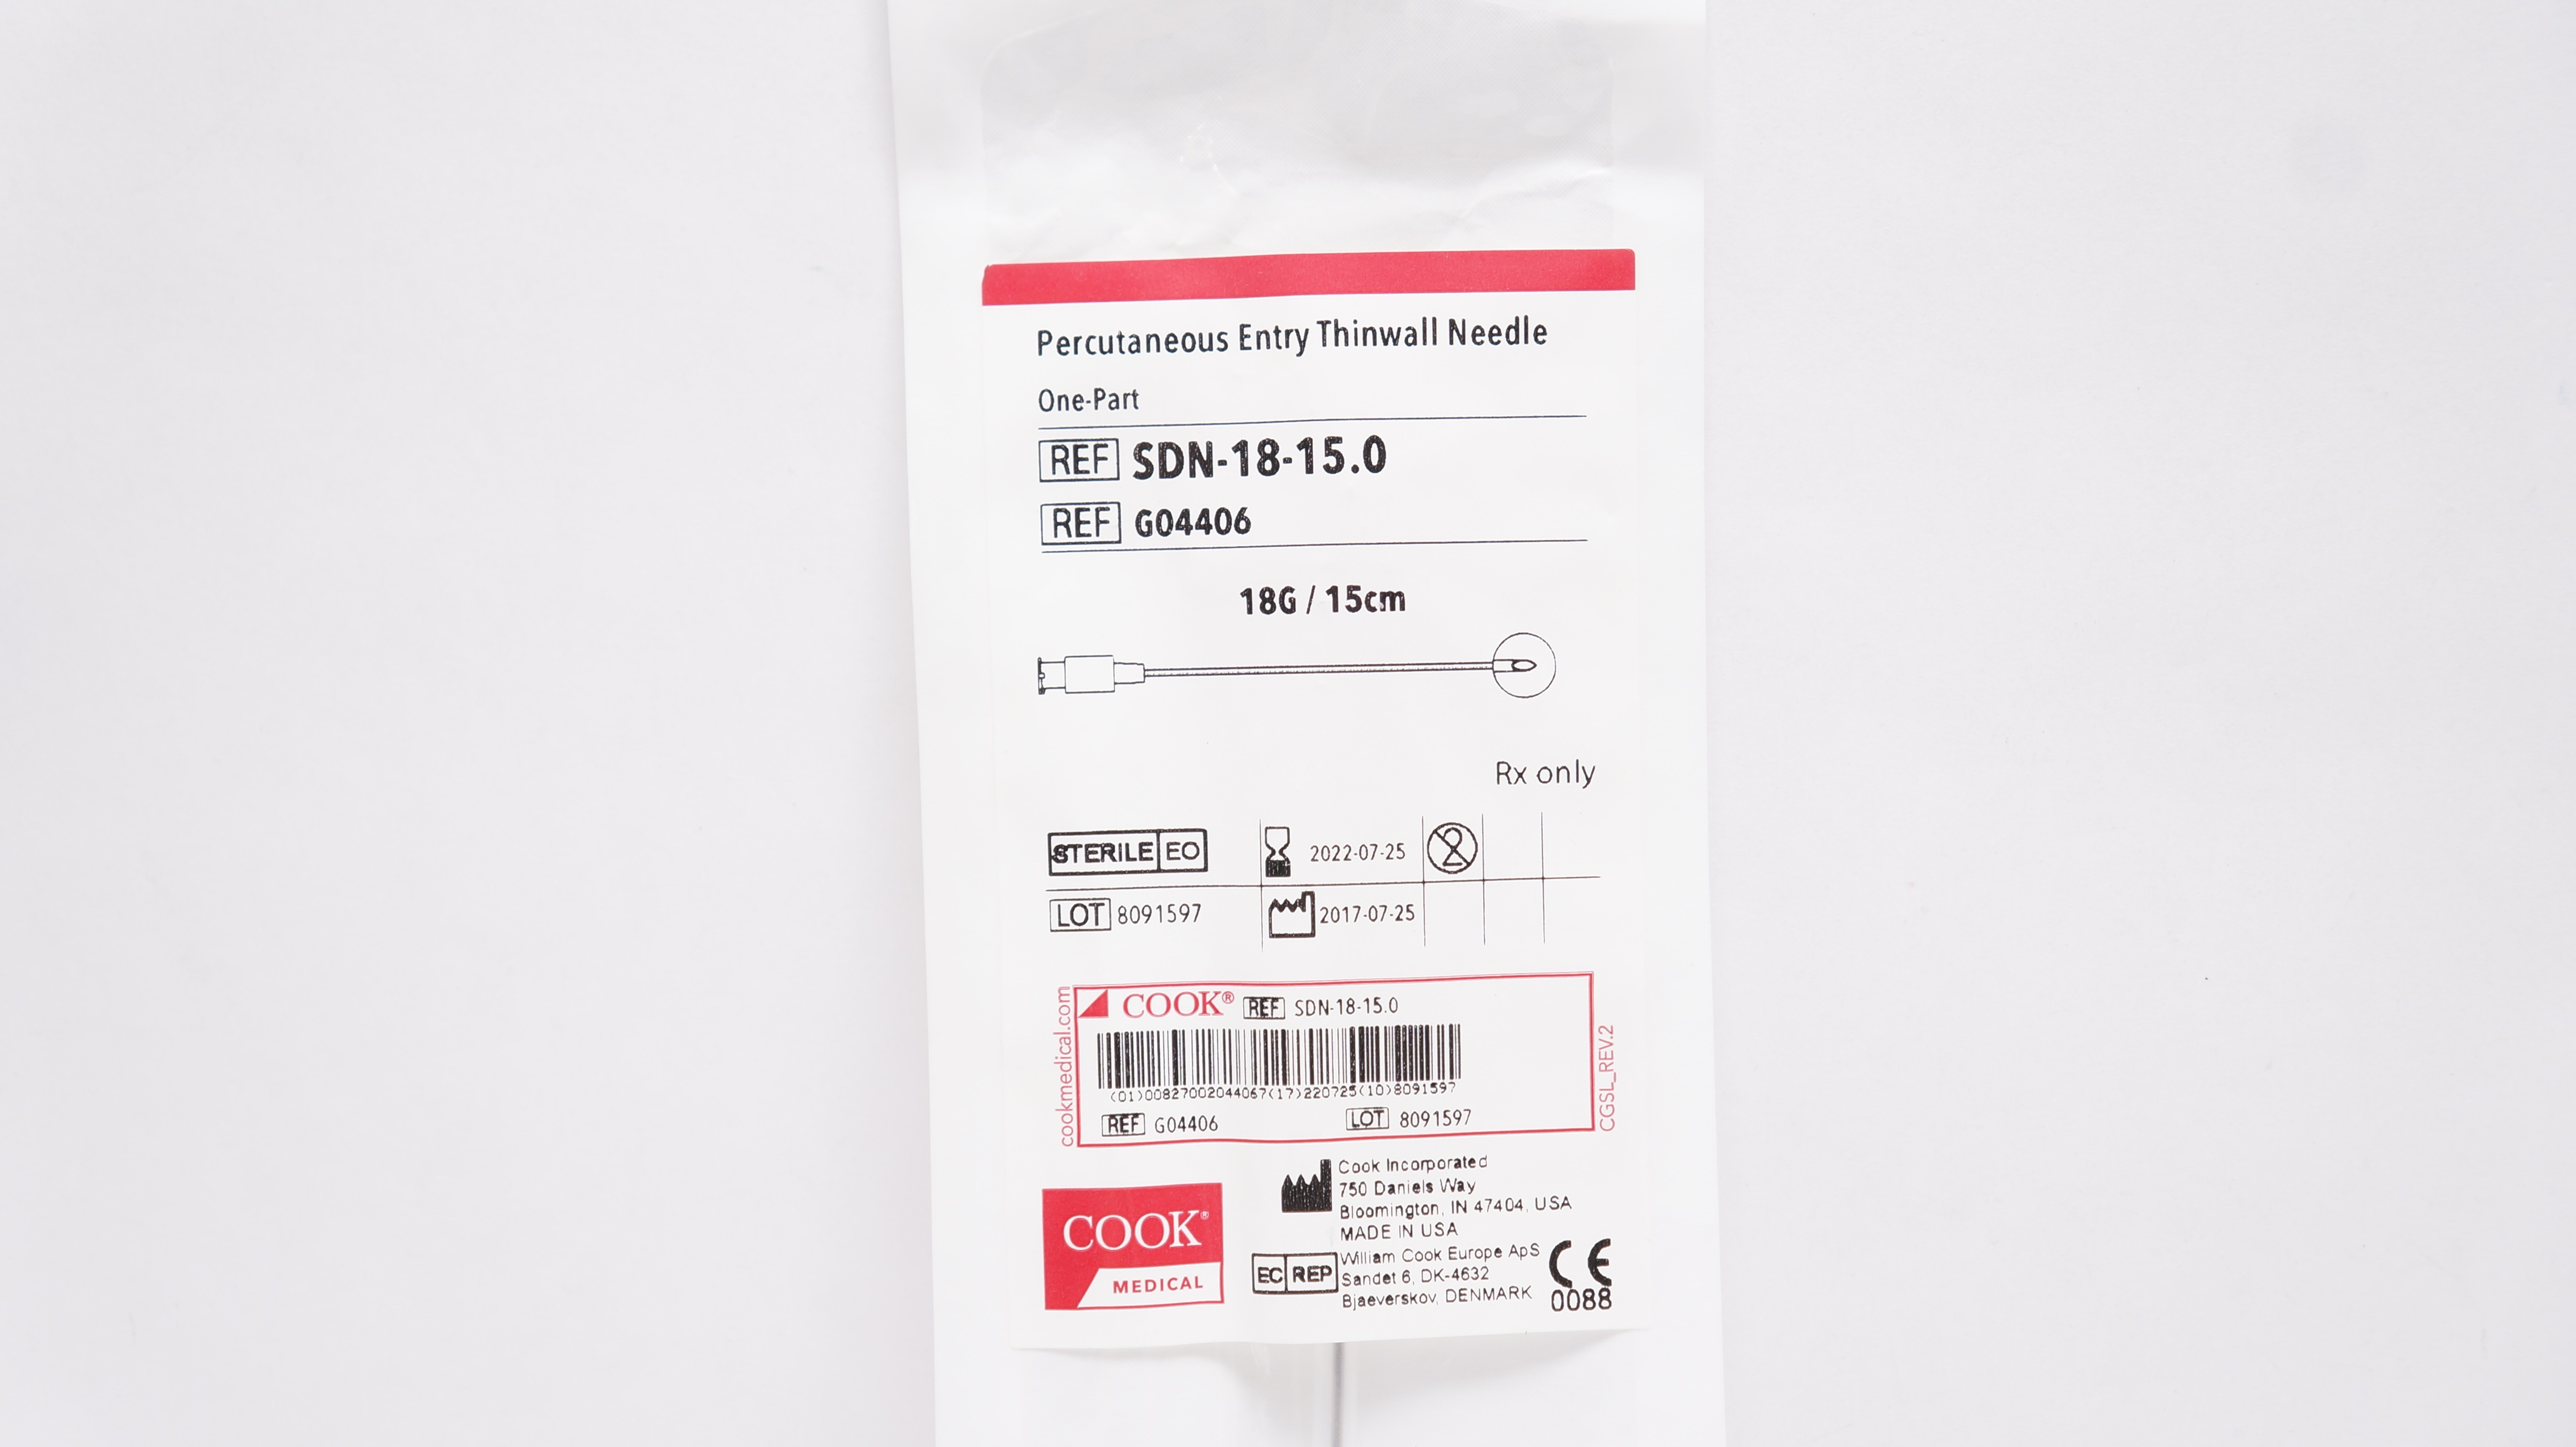 Percutaneous Entry Thinwall Needle
One-Part
REF SDN-18-15.0
REF G04406
18G / 15cm
Rx only
STERILE EO 2022-07-25 2
LOT 8091597 2017-07-25
cookmedical.com
COOK® REF SDN-18-15.0
(01)00827002044067(17)220725(10)8091597
REF G04406 LOT 8091597
CGSL_REV.2
COOK®
MEDICAL
Cook Incorporated
750 Daniels Way
Bloomington, IN 47404, USA
MADE IN USA
EC REP
William Cook Europe ApS
Sandet 6, DK-4632
Bjaeverskov, DENMARK
CE
0088